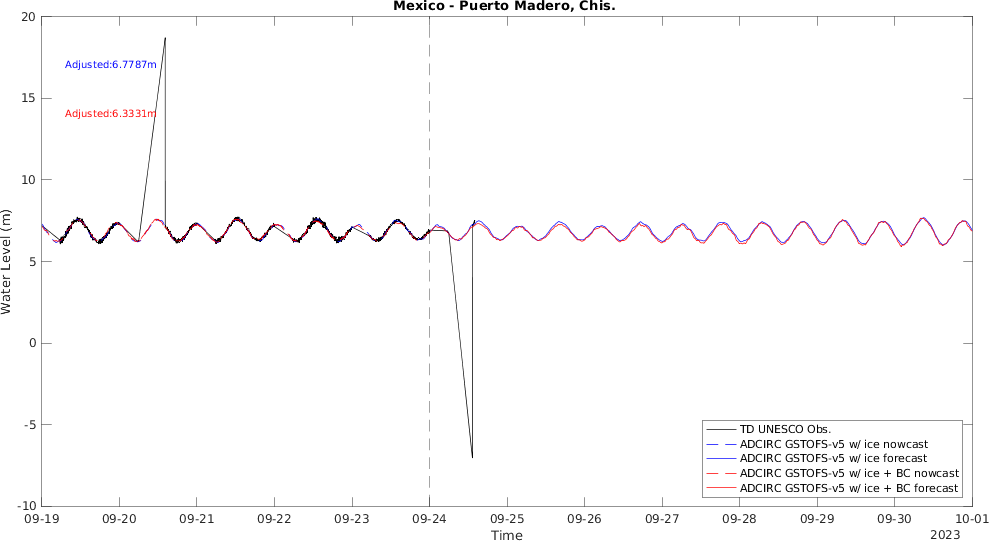 Mexico - Puerto Madero, Chis.
20
15
10
5
0
-5
-10
Water Level (m)
Adjusted:6.7787m
Adjusted:6.3331m
TD UNESCO Obs.
ADCIRC GSTOFS-v5 w/ ice nowcast
ADCIRC GSTOFS-v5 w/ ice forecast
ADCIRC GSTOFS-v5 w/ ice + BC nowcast
ADCIRC GSTOFS-v5 w/ ice + BC forecast
09-19 09-20 09-21 09-22 09-23 09-24 09-25 09-26 09-27 09-28 09-29 09-30 10-01
Time
2023